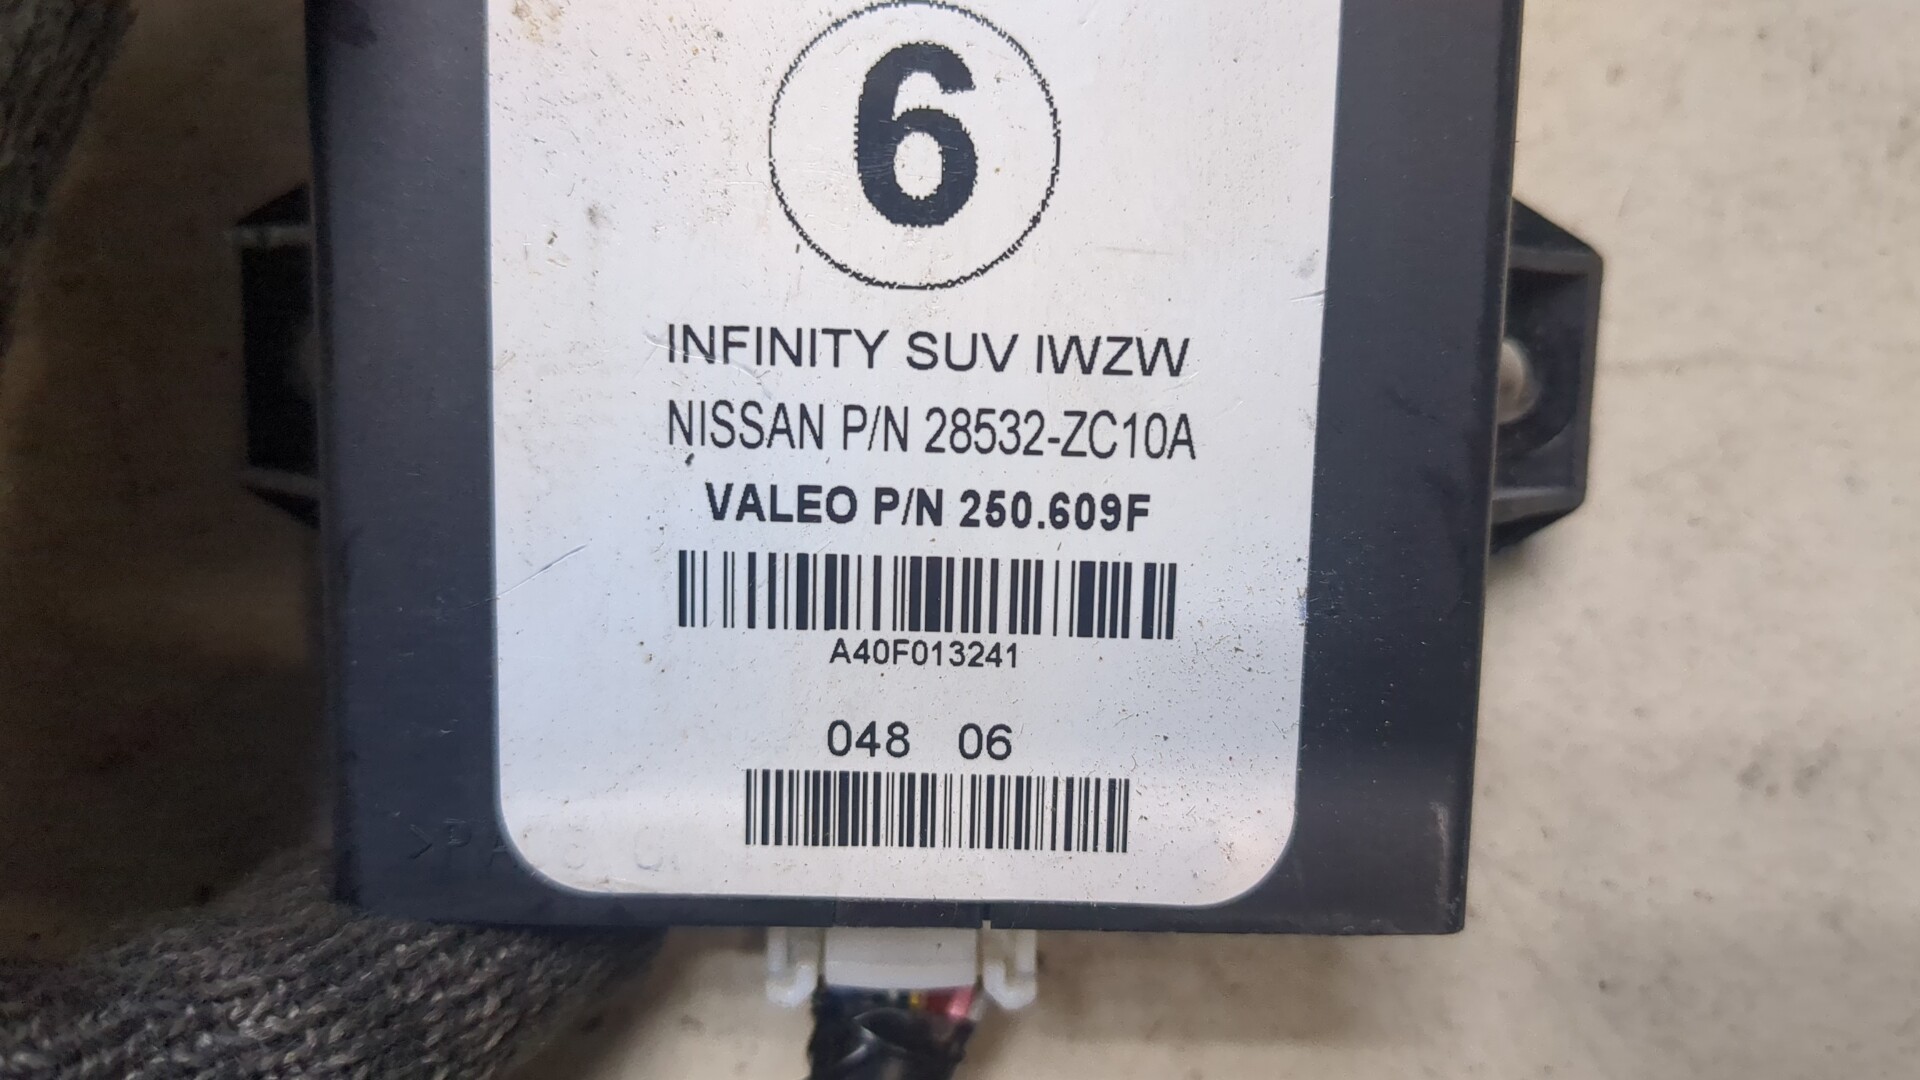 6
INFINITY SUV IWZW
NISSAN P/N 28532-ZC10A
VALEO P/N 250.609F
A40F013241
048 06